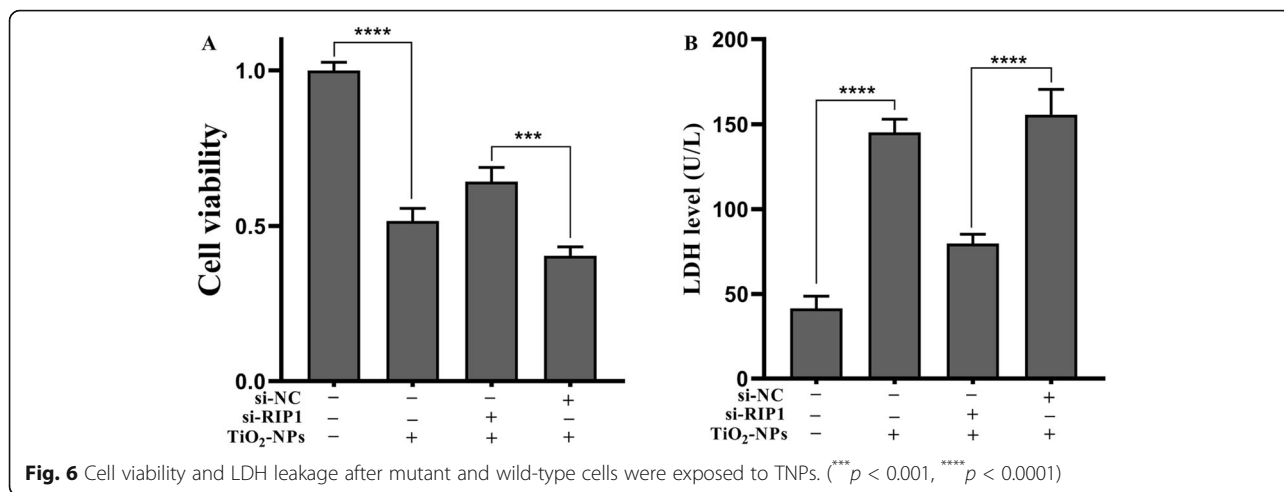 A
****
***
1.0
0.5
0.0
Cell viability
si-NC – – – +
si-RIP1 – – + –
TiO₂-NPs – + + +
B
****
****
200
150
100
50
0
LDH level (U/L)
si-NC – – – +
si-RIP1 – – + –
TiO₂-NPs – + + +
Fig. 6 Cell viability and LDH leakage after mutant and wild-type cells were exposed to TNPs. (***p < 0.001, ****p < 0.0001)